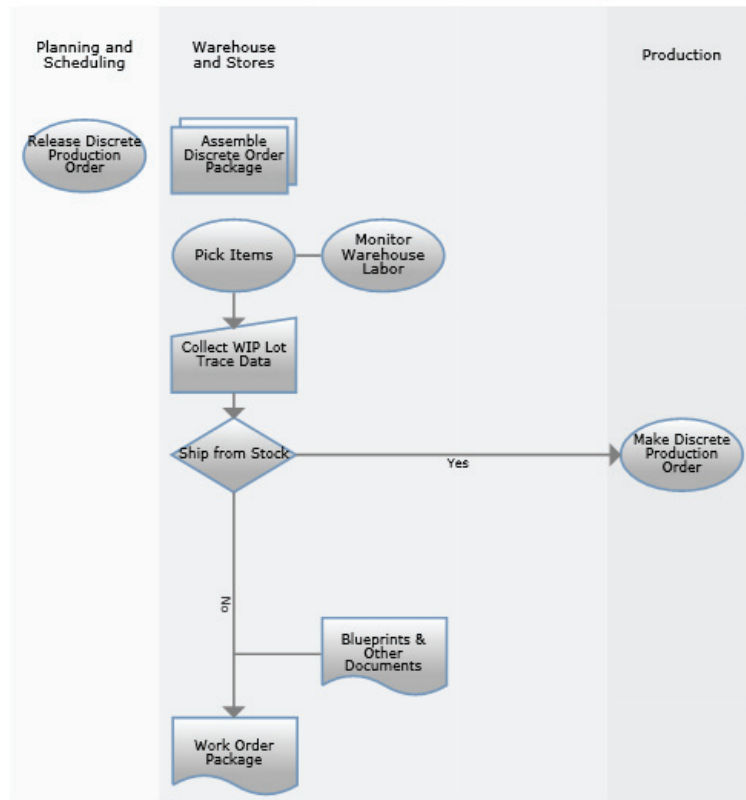 Planning and
Scheduling
Warehouse
and Stores
Production
Release Discrete
Production
Order
Assemble
Discrete Order
Package
Pick Items
Monitor
Warehouse
Labor
Collect WIP Lot
Trace Data
Ship from Stock
Yes
Make Discrete
Production
Order
No
Blueprints &
Other
Documents
Work Order
Package